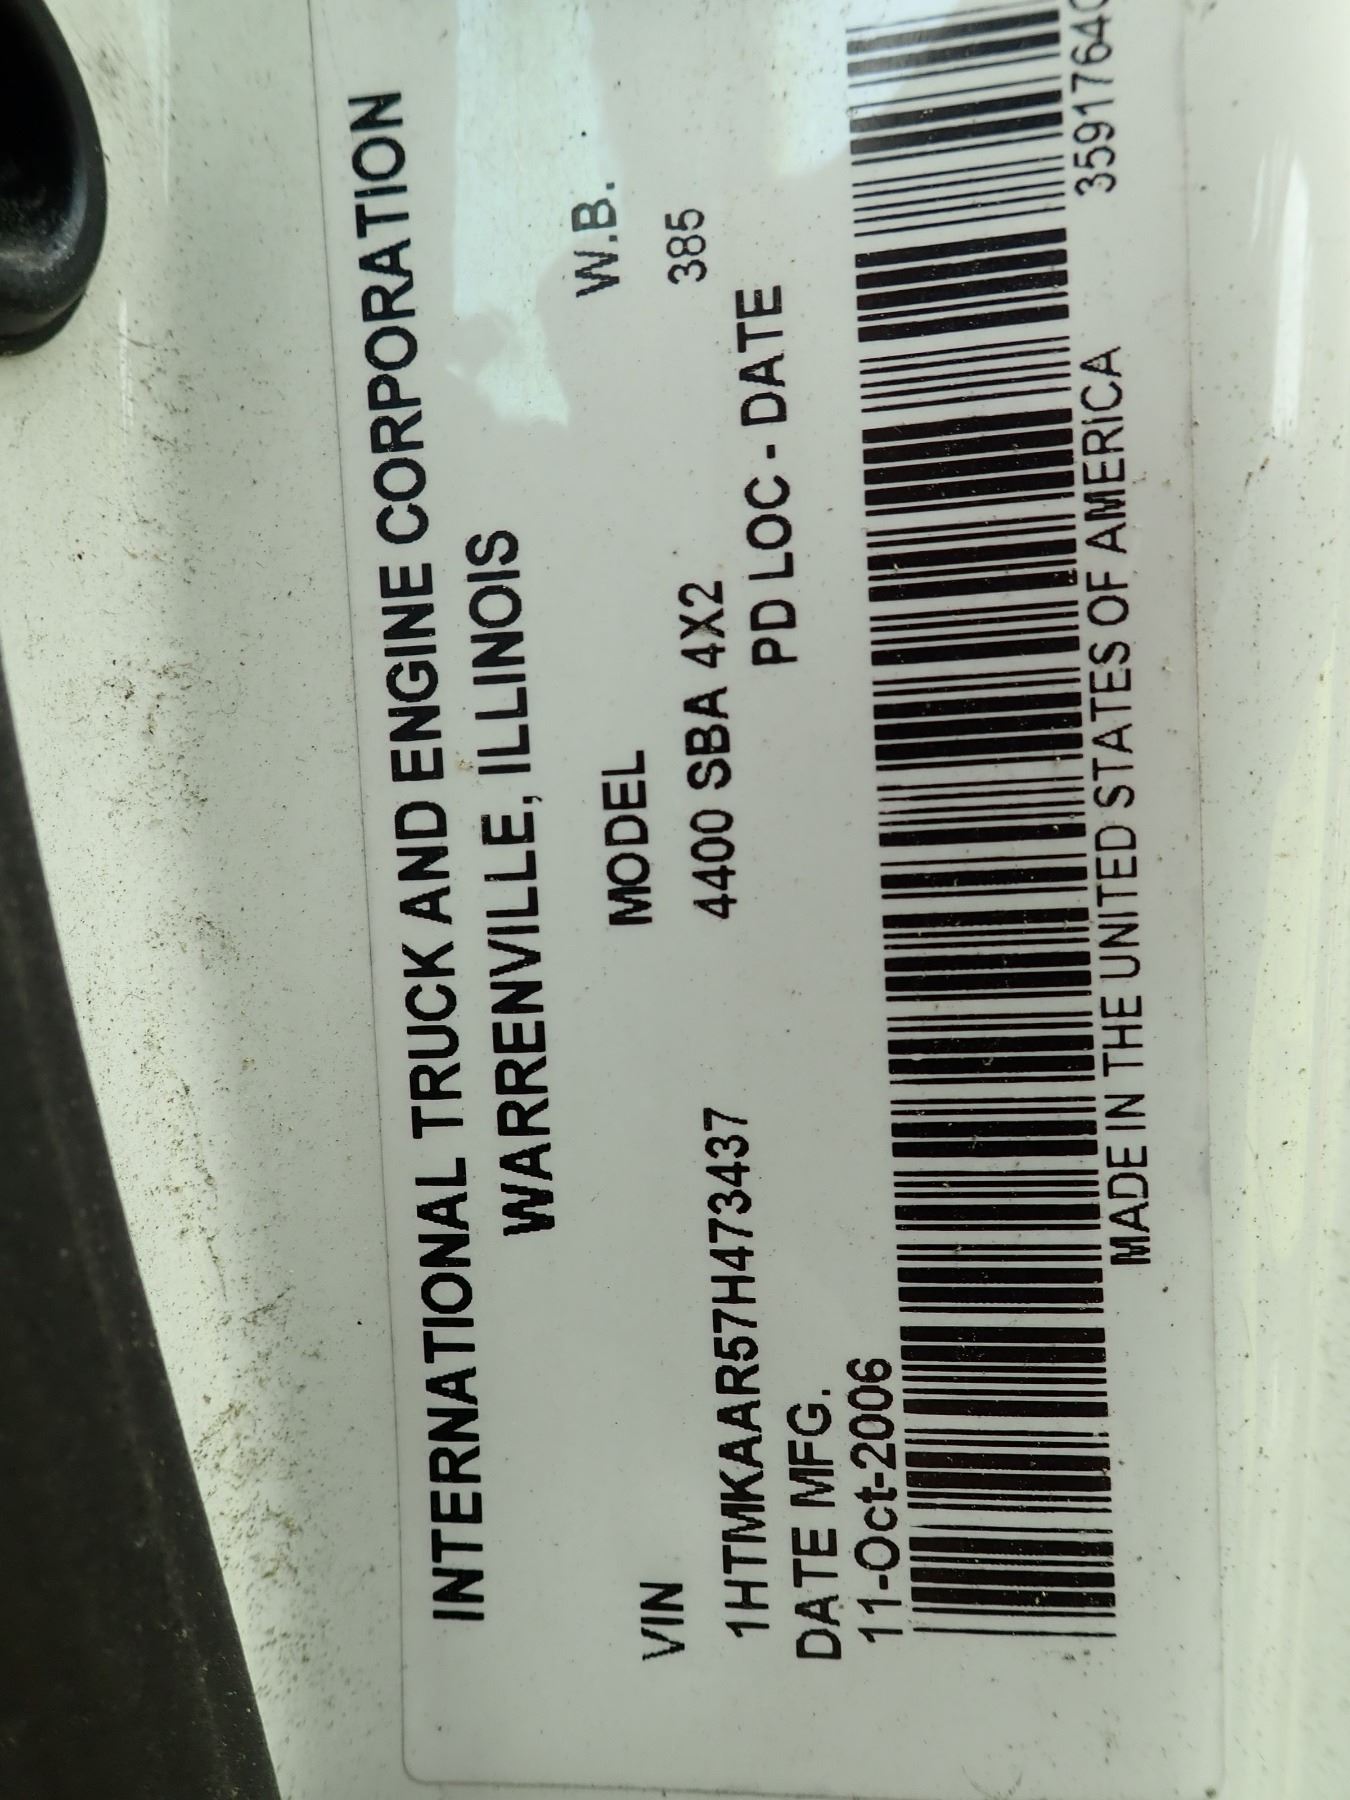 INTERNATIONAL TRUCK AND ENGINE CORPORATION
WARRENVILLE, ILLINOIS
VIN MODEL W.B.
1HTMKAAR57H473437 4400 SBA 4X2 385
DATE MFG. PD LOC - DATE
11-Oct-2006
MADE IN THE UNITED STATES OF AMERICA 3591764C